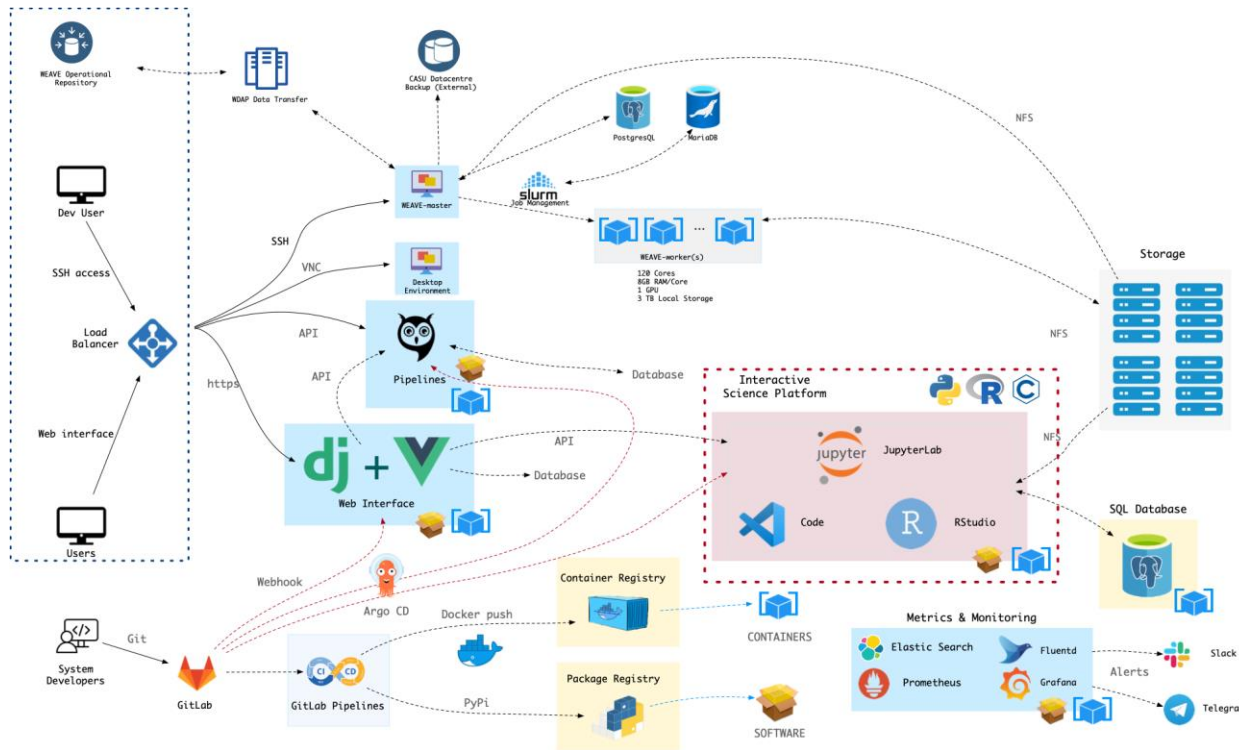 WEAVE Operational
Repository
WDAP Data Transfer
CASU Datacentre
Backup (External)
PostgresQL
MariaDB
NFS
Dev User
WEAVE-master
slurm
Job Management
SSH
...
WEAVE-worker(s)
120 Cores
8GB RAM/Core
1 GPU
3 TB Local Storage
Storage
SSH access
VNC
Desktop
Environment
Load
Balancer
API
NFS
https
API
Pipelines
Database
Interactive
Science Platform
R
C
Web interface
dj + V
API
Database
Web Interface
jupyter
JupyterLab
NFS
Code
R
RStudio
SQL Database
Users
Webhook
Argo CD
Container Registry
Docker push
CONTAINERS
Metrics & Monitoring
Elastic Search
Fluentd
Slack
Prometheus
Grafana
Alerts
Telegra
Git
System
Developers
GitLab
CI
CD
GitLab Pipelines
PyPi
Package Registry
SOFTWARE